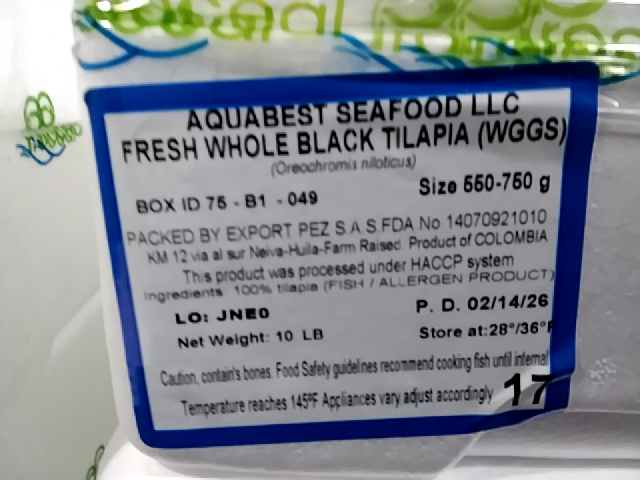 AQUABEST SEAFOOD LLC
FRESH WHOLE BLACK TILAPIA (WGGS)
(Oreochromis niloticus)
BOX ID 75 - B1 - 049 Size 550-750 g
PACKED BY EXPORT PEZ S.A.S.FDA No 14070921010
KM 12 via al sur Neiva-Huila-Farm Raised. Product of COLOMBIA
This product was processed under HACCP system
Ingredients 100% tilapia (FISH / ALLERGEN PRODUCT)
LO: JNE0 P. D. 02/14/26
Net Weight: 10 LB Store at:28°/36°F
Caution, contain's bones. Food Safety guidelines recommend cooking fish until internal
Temperature reaches 145ºF Appliances vary adjust accordingly 17